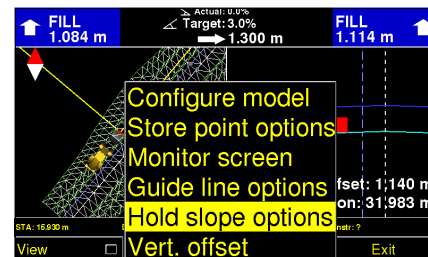 Actual: 0.0%
FILL
1.084 m
Target: 3.0%
1.300 m
FILL
1.114 m
Configure model
Store point options
Monitor screen
Guide line options
fset: 1,140 m
on: 31,983 m
Hold slope options
STA: 16.930 m
nstr: ?
View
Vert. offset
Exit